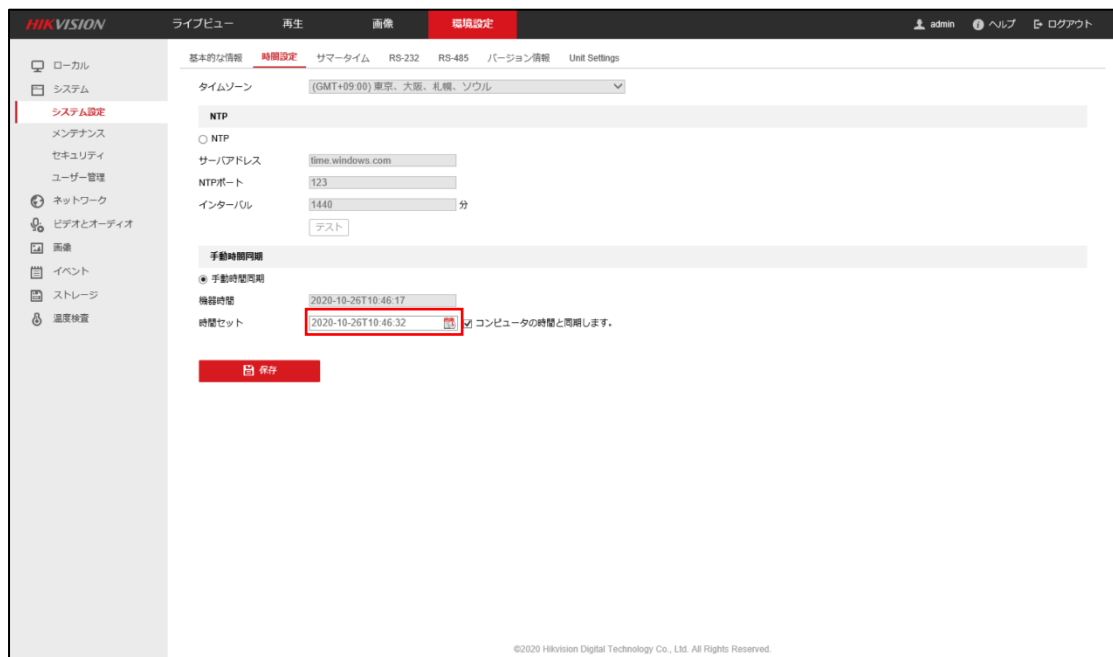 HIKVISION ライブビュー 再生 画像 環境設定 admin ヘルプ ログアウト
ローカル
システム
システム設定
メンテナンス
セキュリティ
ユーザー管理
ネットワーク
ビデオとオーディオ
画像
イベント
ストレージ
温度検査
基本的な情報 時間設定 サマータイム RS-232 RS-485 バージョン情報 Unit Settings
タイムゾーン (GMT+09:00) 東京、大阪、札幌、ソウル
NTP
NTP
サーバアドレス time.windows.com
NTPポート 123
インターバル 1440 分
テスト
手動時間同期
手動時間同期
機器時間 2020-10-26T10:46:17
時間セット 2020-10-26T10:46:32 コンピュータの時間と同期します。
保存
©2020 Hikvision Digital Technology Co., Ltd. All Rights Reserved.